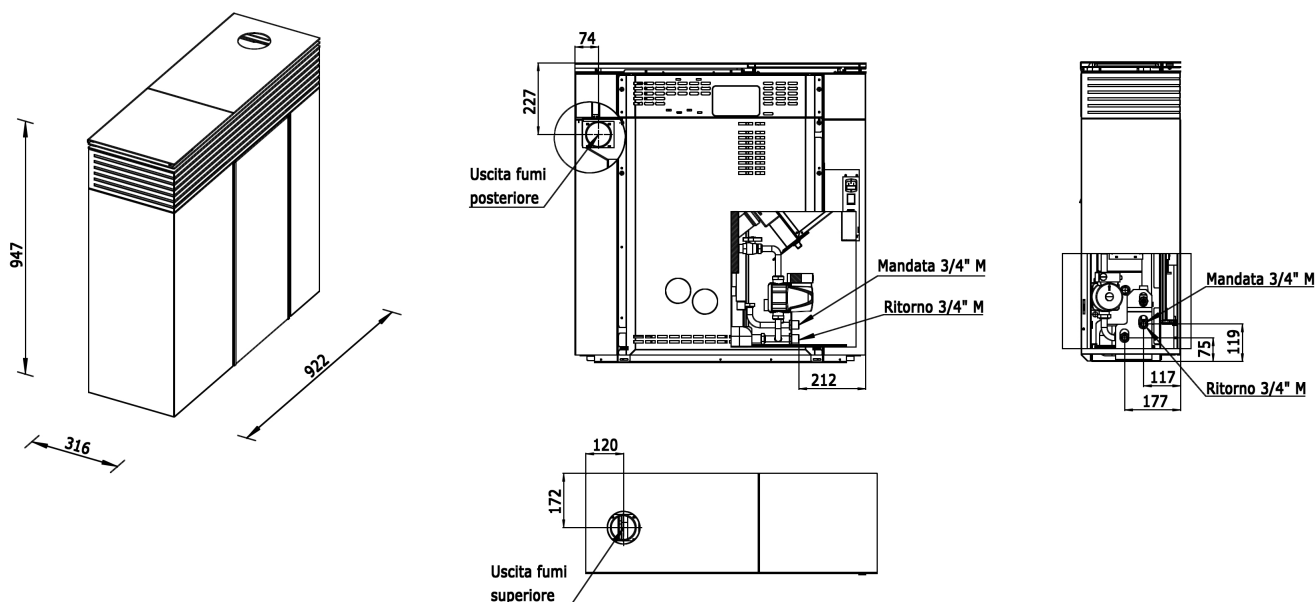 947
316
922
74
227
Uscita fumi
posteriore
Mandata 3/4" M
Ritorno 3/4" M
212
Mandata 3/4" M
75
119
117
Ritorno 3/4" M
177
120
172
Uscita fumi
superiore